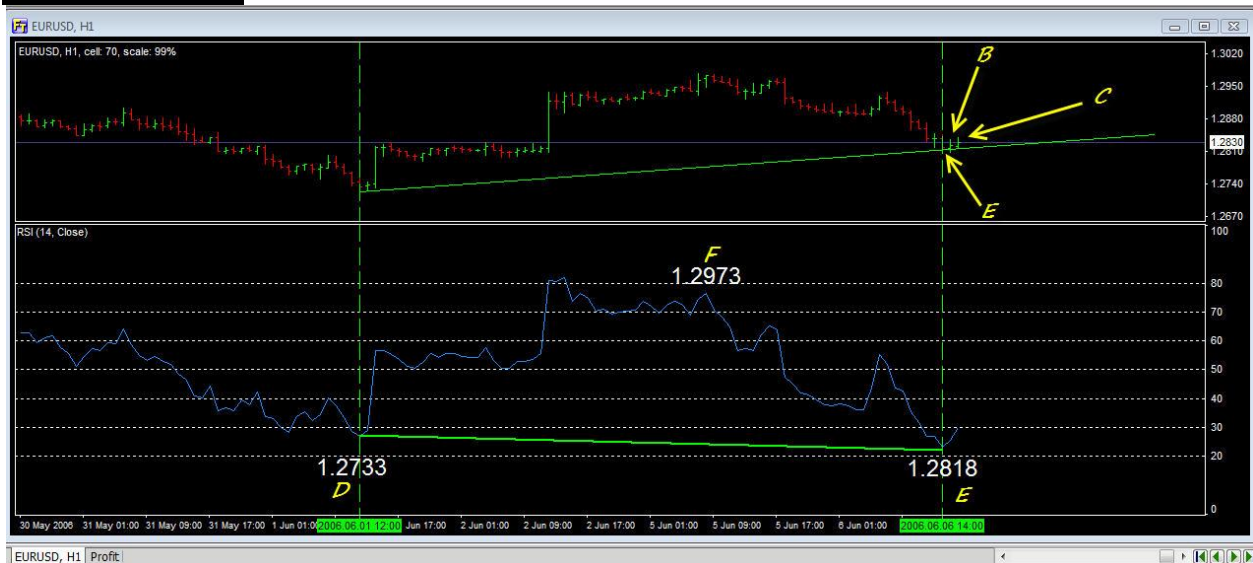 EURUSD, H1
EURUSD, H1, cell: 70, scale: 99%
1.3020
B
1.2950
C
1.2880
1.2830
1.2810
1.2740
E
1.2670
RSI (14, Close)
100
F
1.2973
80
70
60
50
40
30
20
1.2733
1.2818
D
E
0
30 May 2006 31 May 01:00 31 May 09:00 31 May 17:00 1 Jun 01:0 2006.06.01 12:00 Jun 17:00 2 Jun 01:00 2 Jun 09:00 2 Jun 17:00 5 Jun 01:00 5 Jun 09:00 5 Jun 17:00 6 Jun 01:00 2006.06.06 14:00
EURUSD, H1 Profit